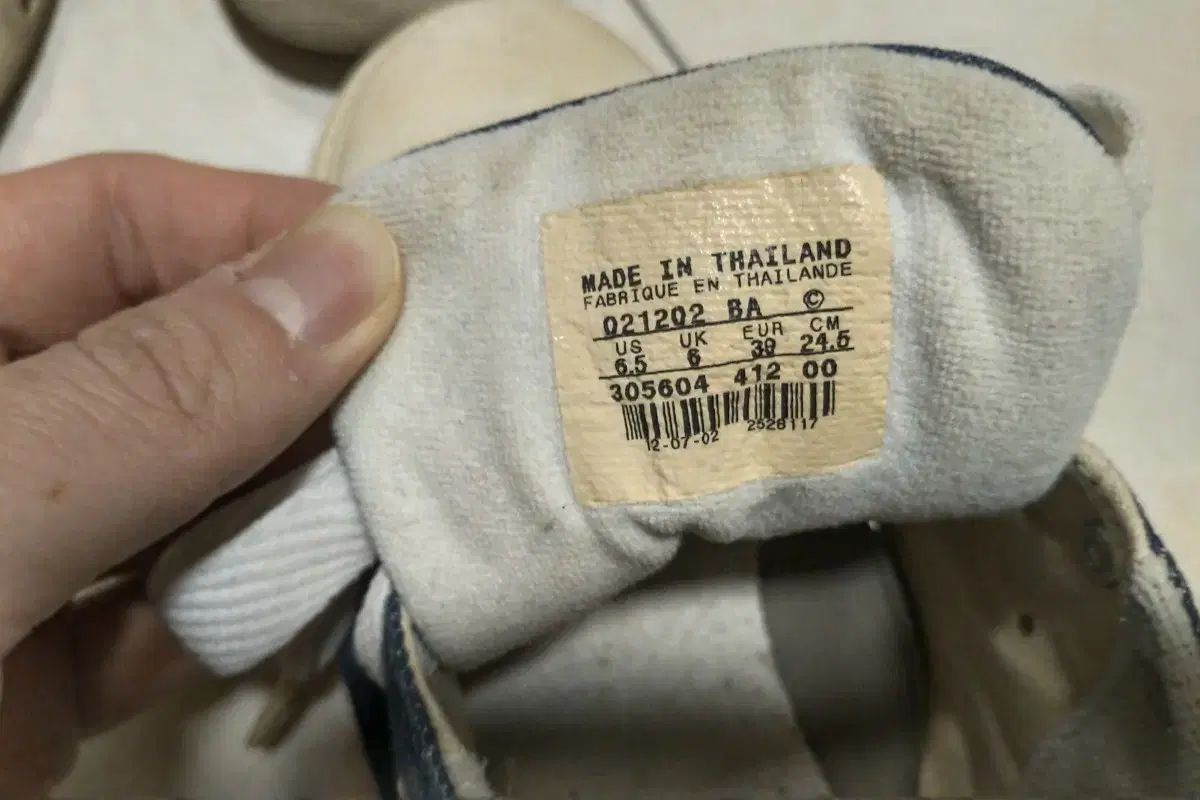 MADE IN THAILAND
FABRIQUE EN THAILANDE
021202 BA ©
US UK EUR CM
6.5 6 39 24.5
305604 412 00
12-07-02 2528117